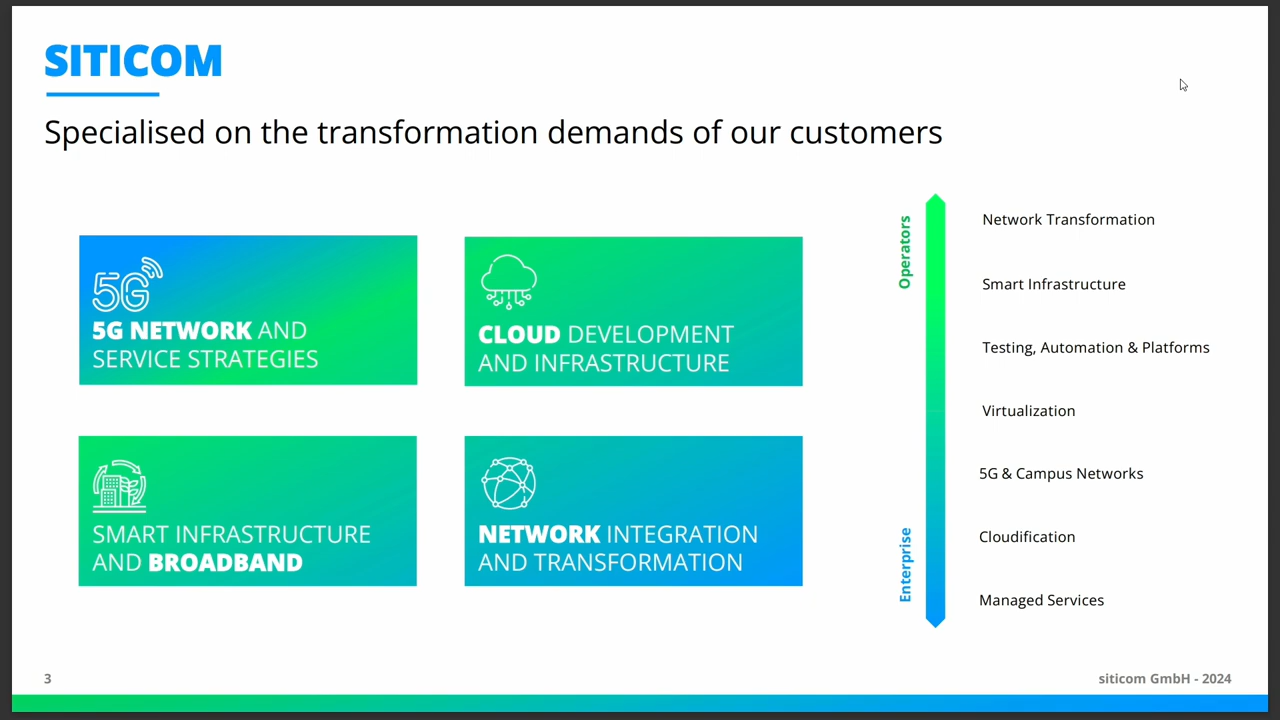 SITICOM
Specialised on the transformation demands of our customers
5G
5G NETWORK AND
SERVICE STRATEGIES
CLOUD DEVELOPMENT
AND INFRASTRUCTURE
SMART INFRASTRUCTURE
AND BROADBAND
NETWORK INTEGRATION
AND TRANSFORMATION
Operators
Enterprise
Network Transformation
Smart Infrastructure
Testing, Automation & Platforms
Virtualization
5G & Campus Networks
Cloudification
Managed Services
3
siticom GmbH - 2024